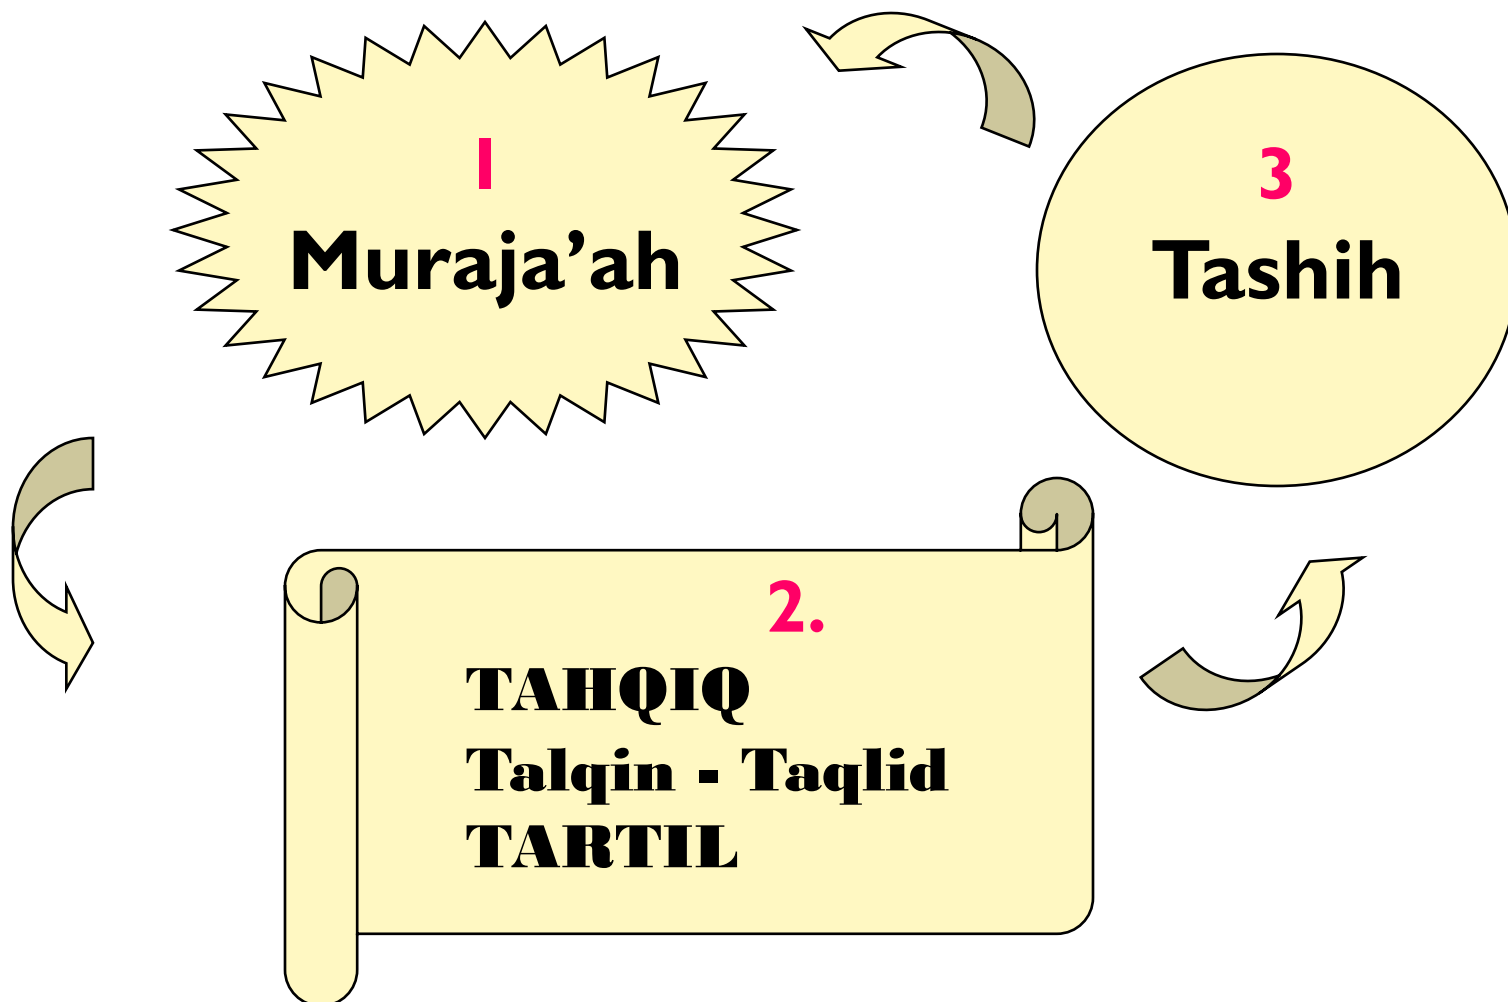 1
Muraja’ah
2.
TAHQIQ
Talqin - Taqlid
TARTIL
3
Tashih